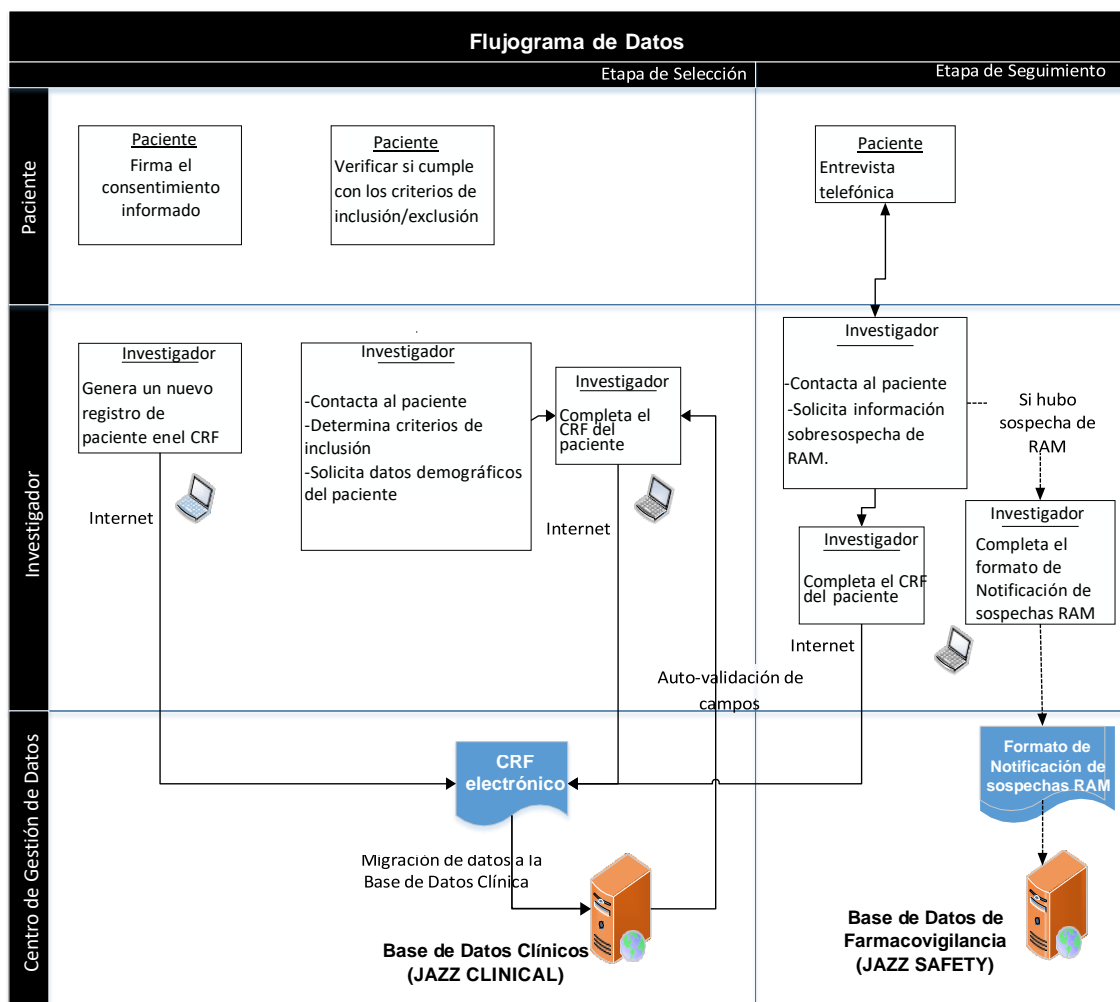 Flujograma de Datos
Etapa de Selección
Etapa de Seguimiento
Paciente
Paciente
Firma el
consentimiento
informado
Paciente
Verificar si cumple
con los criterios de
inclusión/exclusión
Paciente
Entrevista
telefónica
Investigador
Investigador
Genera un nuevo
registro de
paciente enel CRF
Internet
Investigador
-Contacta al paciente
-Determina criterios de
inclusión
-Solicita datos demográficos
del paciente
Investigador
Completa el
CRF del
paciente
Internet
Investigador
-Contacta al paciente
-Solicita información
sobresospecha de
RAM.
Si hubo
sospecha de
RAM
Investigador
Completa el CRF
del paciente
Internet
Investigador
Completa el
formato de
Notificación de
sospechas RAM
Auto-validación de
campos
Centro de Gestión de Datos
CRF
electrónico
Migración de datos a la
Base de Datos Clínica
Base de Datos Clínicos
(JAZZ CLINICAL)
Formato de
Notificación de
sospechas RAM
Base de Datos de
Farmacovigilancia
(JAZZ SAFETY)